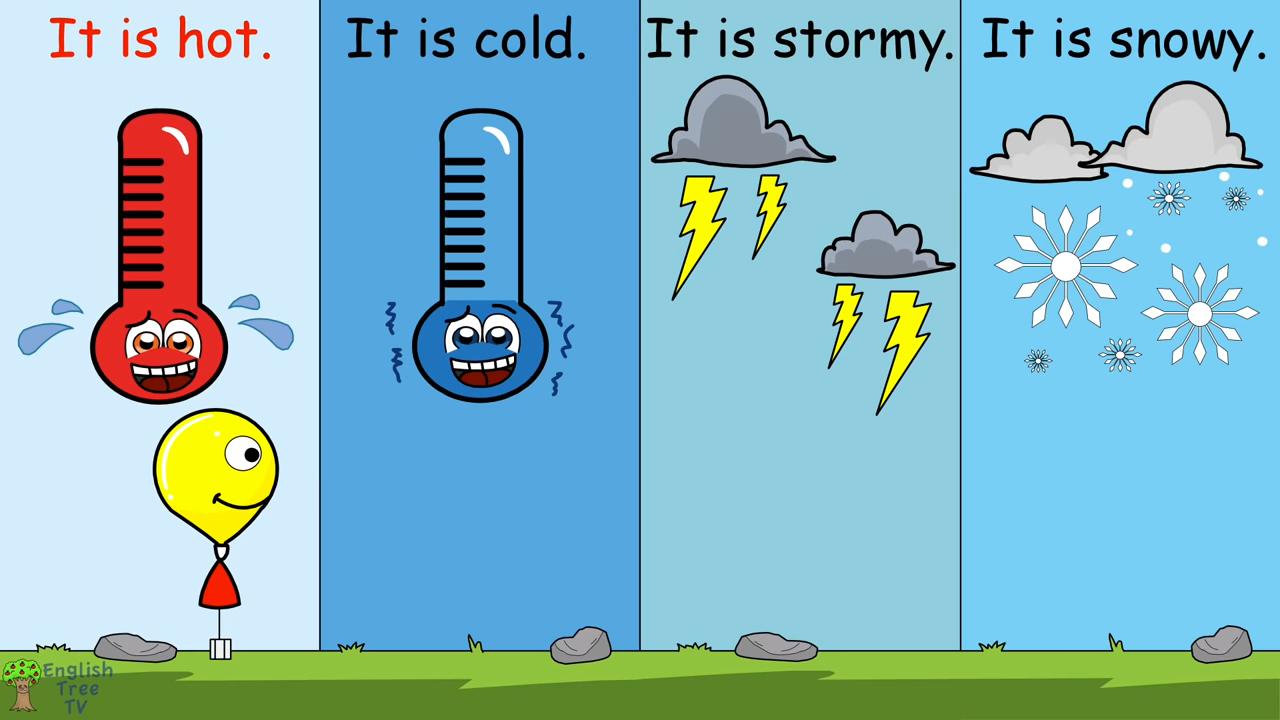 It is hot.
It is cold.
It is stormy.
It is snowy.
English
Tree
TV